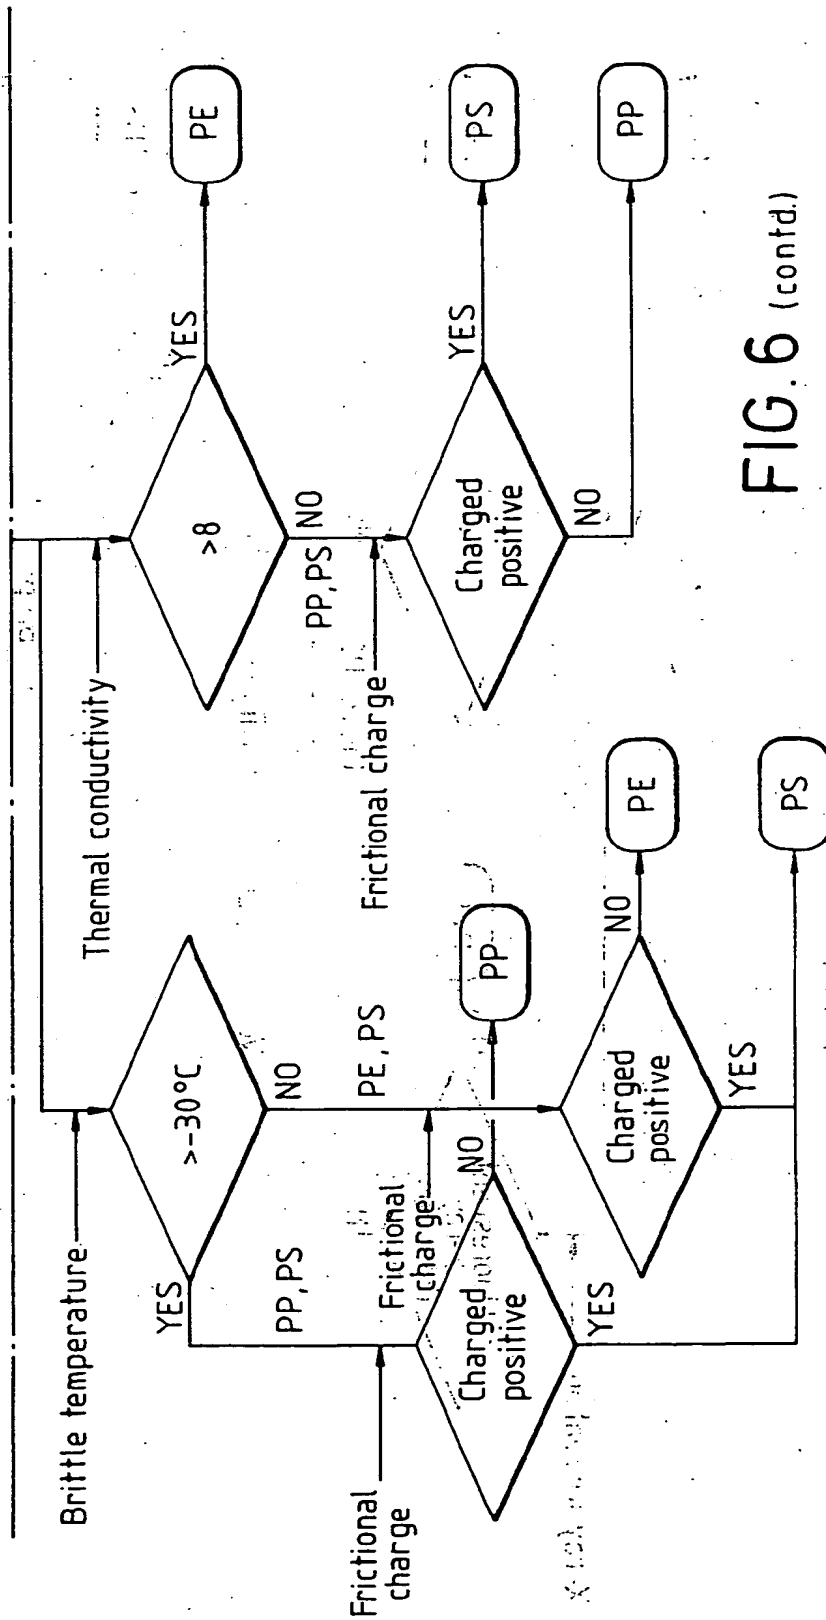 Brittle temperature
>-30°C
YES
NO
PP,PS
PE,PS
Frictional
charge
Frictional
charge
Charged
positive
NO
PP
YES
Charged
positive
NO
PE
YES
PS
Thermal conductivity
>8
YES
PE
NO
PP,PS
Frictional charge
Charged
positive
YES
PS
NO
PP
FIG. 6 (contd.)